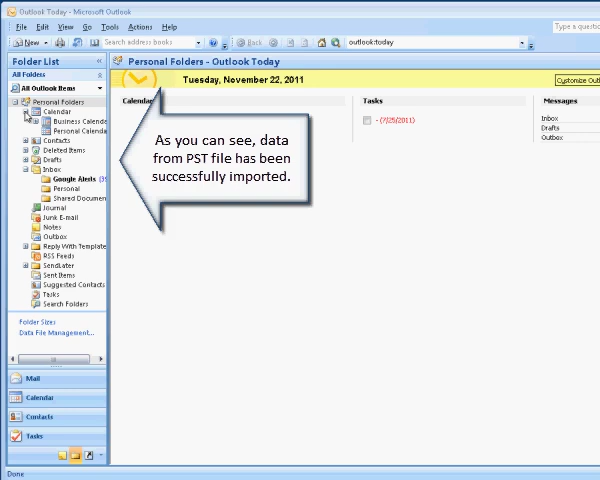 Outlook Today - Microsoft Outlook
File Edit View Go Tools Actions Help
Type a questio
New
Search address books
Back
outlook:today
Folder List «
Personal Folders - Outlook Today
All Folders
Tuesday, November 22, 2011
Customize Outl
All Outlook Items
Personal Folders
Calendar
Business Calenda
Personal Calenda
Contacts
Deleted Items
Drafts
Inbox
Google Alerts
Personal
Shared Documen
Journal
Junk E-mail
Notes
Outbox
Reply With Template
RSS Feeds
SendLater
Sent Items
Suggested Contacts
Tasks
Search Folders
Folder Sizes
Data File Management...
Mail
Calendar
Contacts
Tasks
Calendar
As you can see, data
from PST file has been
successfully imported.
Tasks
- (7/25/2011)
Messages
Inbox
Drafts
Outbox
Done